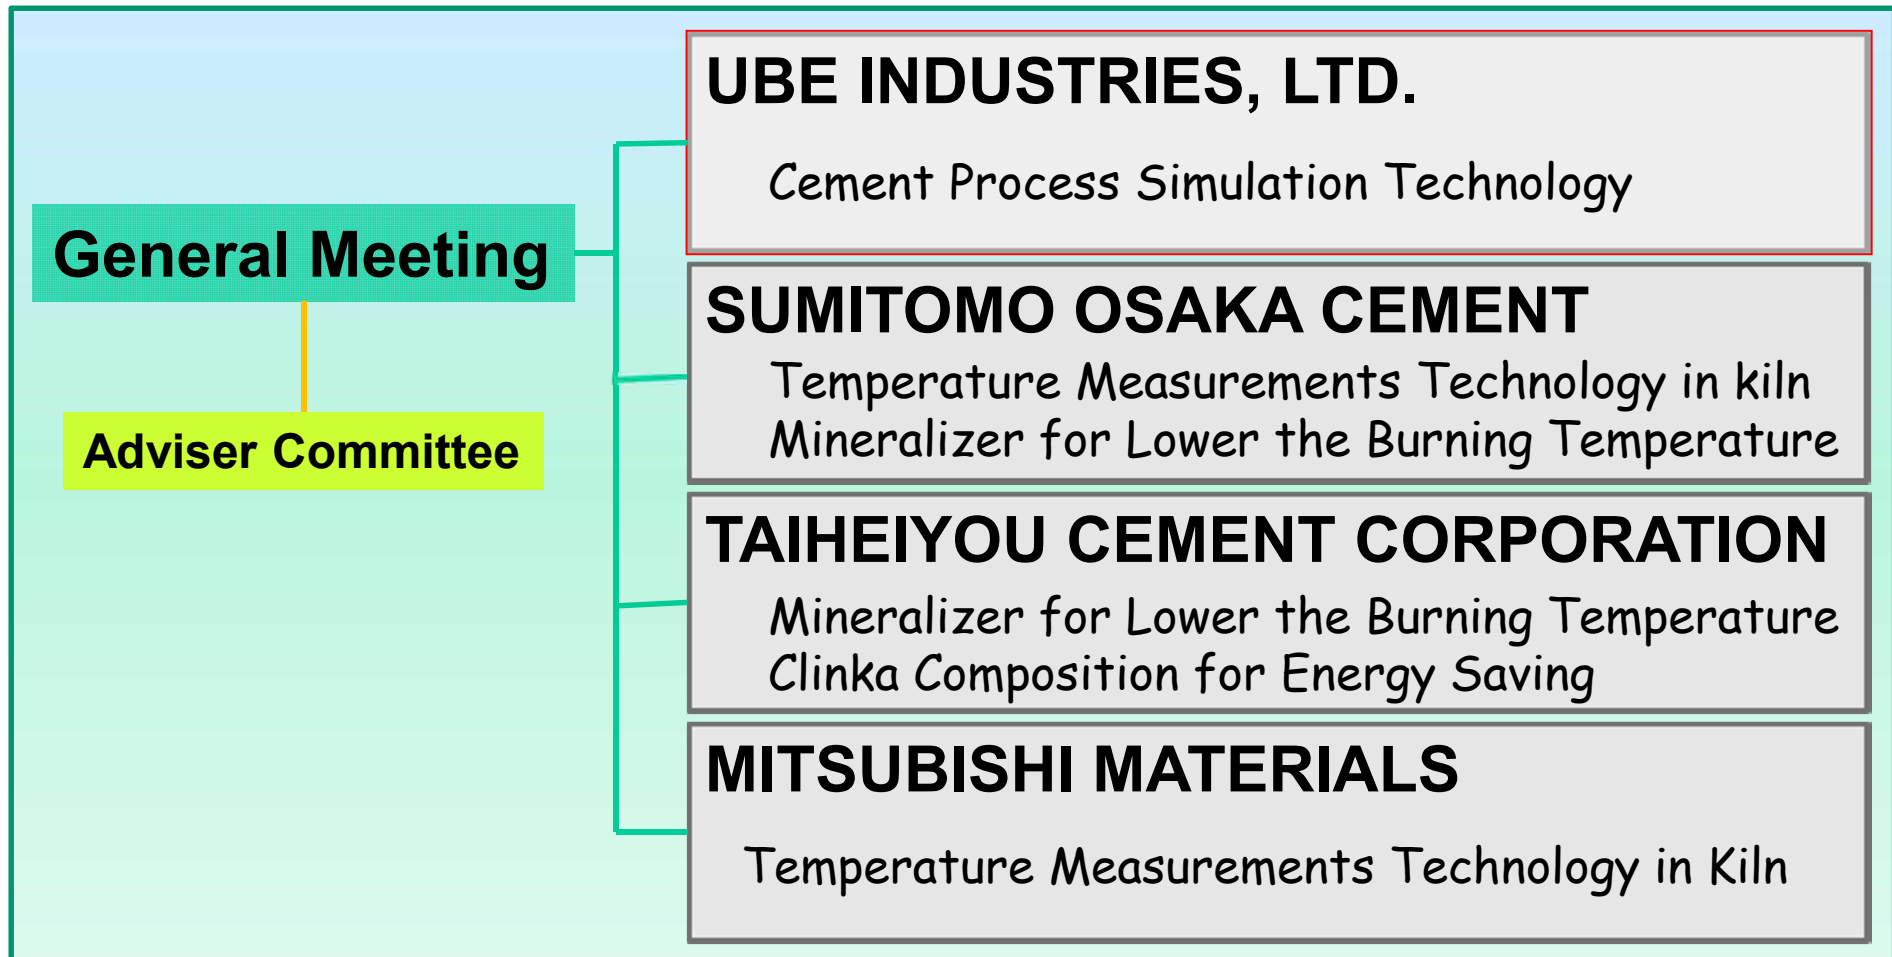 General Meeting
Adviser Committee
UBE INDUSTRIES, LTD.
Cement Process Simulation Technology
SUMITOMO OSAKA CEMENT
Temperature Measurements Technology in kiln
Mineralizer for Lower the Burning Temperature
TAIHEIYOU CEMENT CORPORATION
Mineralizer for Lower the Burning Temperature
Clinka Composition for Energy Saving
MITSUBISHI MATERIALS
Temperature Measurements Technology in Kiln